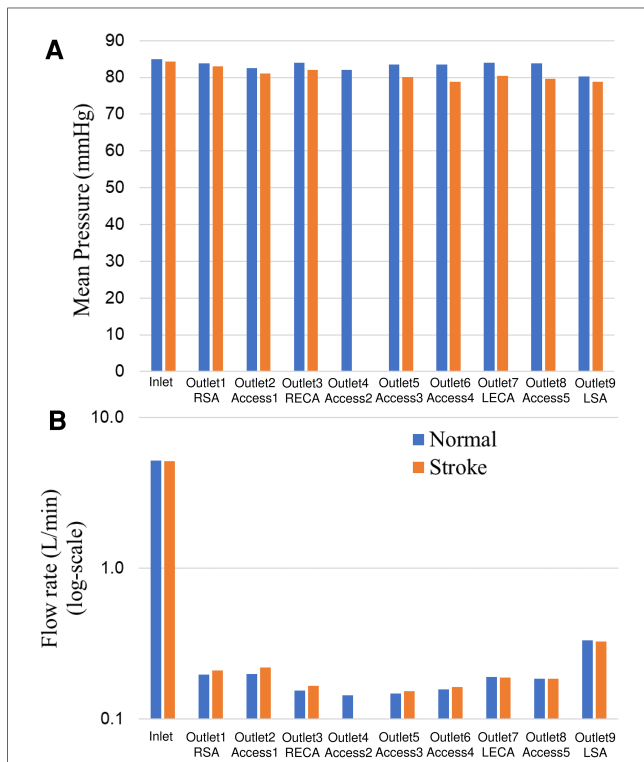 A
Mean Pressure (mmHg)
90
80
70
60
50
40
30
20
10
0
Inlet Outlet1 Outlet2 Outlet3 Outlet4 Outlet5 Outlet6 Outlet7 Outlet8 Outlet9
RSA Access1 RECA Access2 Access3 Access4 LECA Access5 LSA
B
Flow rate (L/min)
(log-scale)
10.0
1.0
0.1
Normal
Stroke
Inlet Outlet1 Outlet2 Outlet3 Outlet4 Outlet5 Outlet6 Outlet7 Outlet8 Outlet9
RSA Access1 RECA Access2 Access3 Access4 LECA Access5 LSA